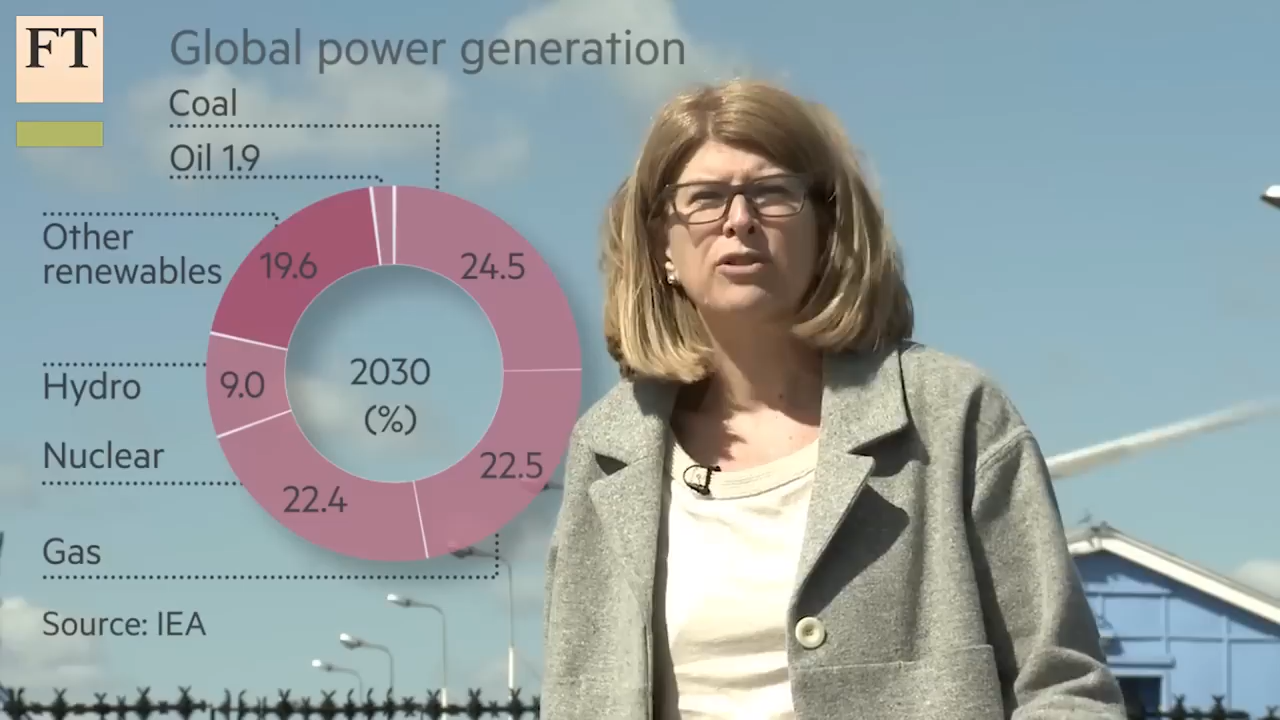 FT
Global power generation
Coal
Oil 1.9
Other
renewables
19.6
24.5
Hydro
9.0
2030
(%)
Nuclear
22.4
22.5
Gas
Source: IEA